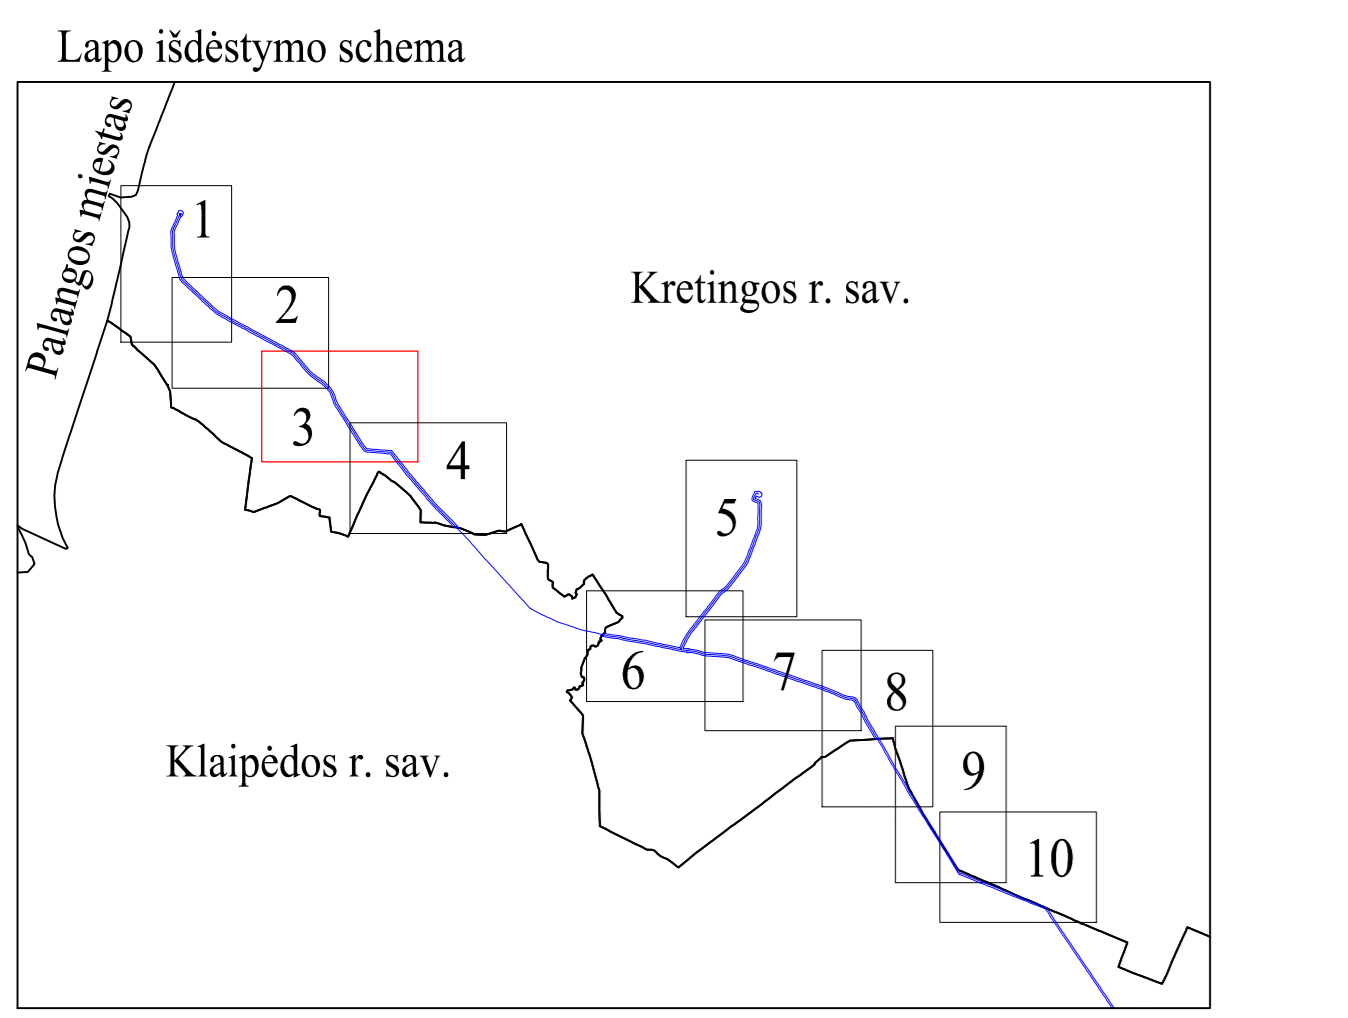 Lapo išdėstymo schema
Palangos miestas
1
2
Kretingos r. sav.
3
4
5
6
7
8
Klaipėdos r. sav.
9
10